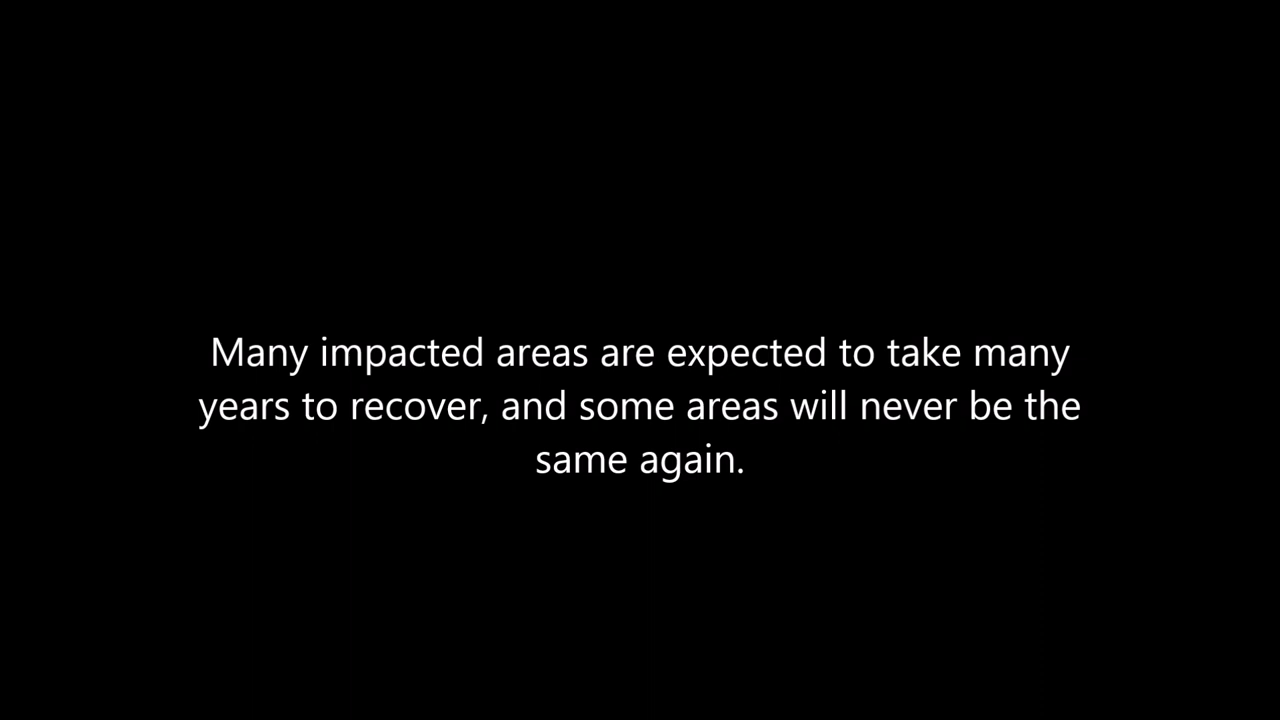 Many impacted areas are expected to take many
years to recover, and some areas will never be the
same again.